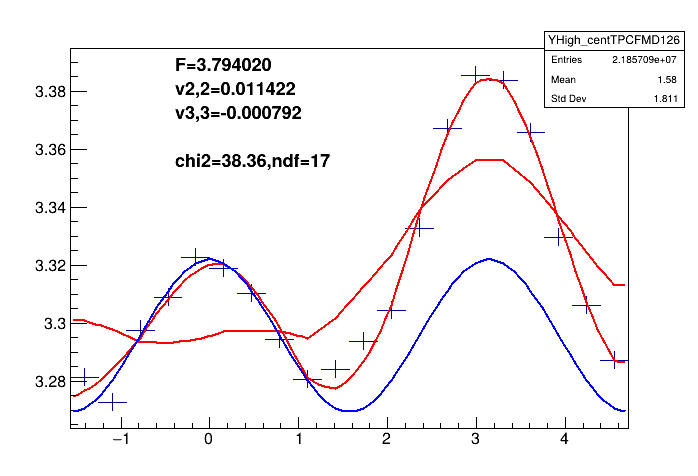 YHigh_centTPCFMD126
Entries 2.185709e+07
Mean 1.58
Std Dev 1.811
F=3.794020
v2,2=0.011422
v3,3=-0.000792
chi2=38.36,ndf=17
3.38
3.36
3.34
3.32
3.3
3.28
−1 0 1 2 3 4